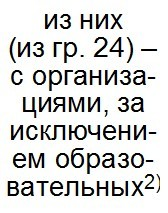 из них
(из гр. 24) –
с организа-
циями, за
исключени-
ем образо-
вательных²⁾